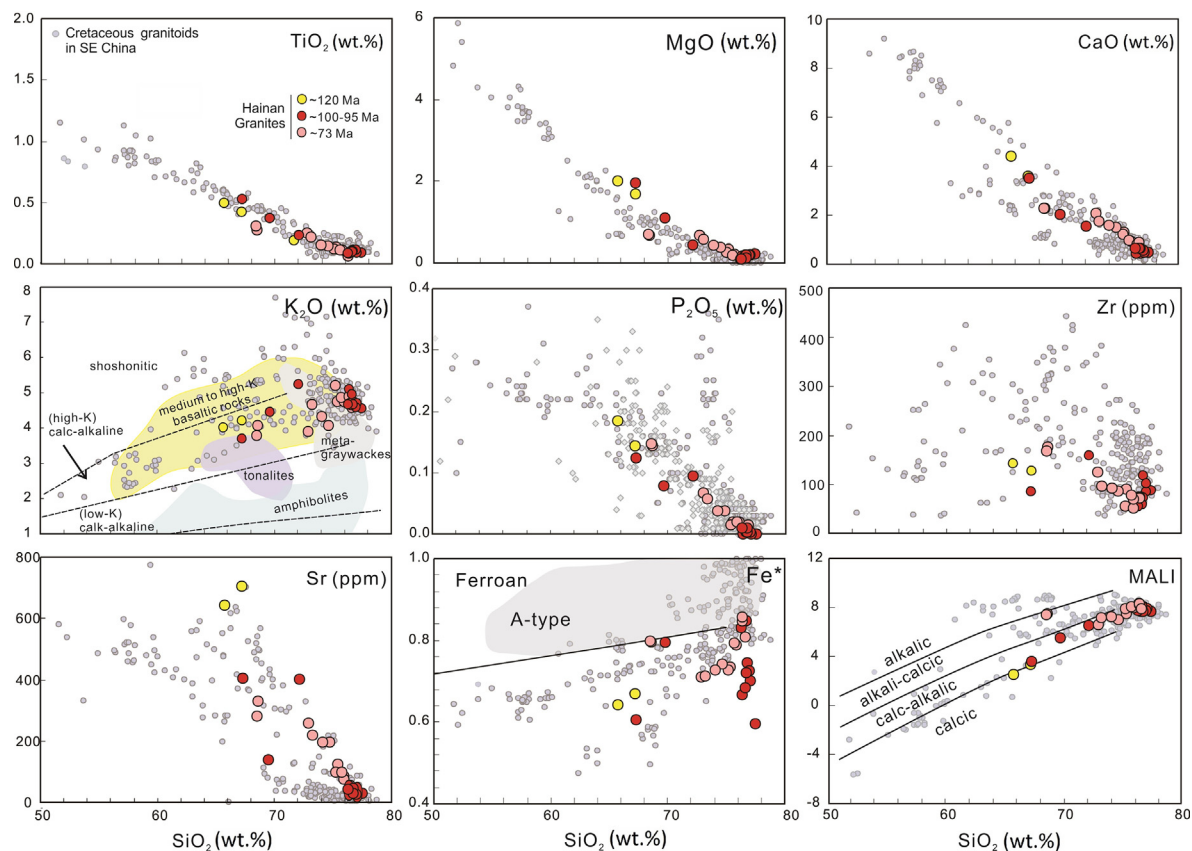 2.0
1.5
1.0
0.5
0.0
Cretaceous granitoids
in SE China
TiO2 (wt.%)
Hainan
Granites
~120 Ma
~100-95 Ma
~73 Ma
6
4
2
0
MgO (wt.%)
10
8
6
4
2
0
CaO (wt.%)
8
7
6
5
4
3
2
1
K2O (wt.%)
shoshonitic
medium to high-K
basaltic rocks
(high-K)
calc-alkaline
meta-
graywackes
tonalites
(low-K)
calk-alkaline
amphibolites
0.4
0.3
0.2
0.1
0.0
P2O5 (wt.%)
500
400
300
200
100
0
Zr (ppm)
800
600
400
200
0
Sr (ppm)
50
60
70
80
SiO2 (wt.%)
1.0
0.8
0.6
0.4
Ferroan
Fe*
A-type
50
60
70
80
SiO2 (wt.%)
12
8
4
0
-4
-8
MALI
alkalic
alkali-calcic
calc-alkalic
calcic
60
70
80
SiO2 (wt.%)